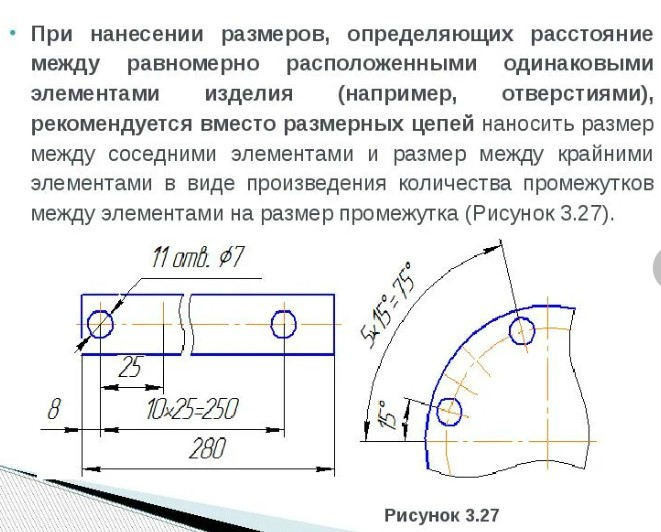 • При нанесении размеров, определяющих расстояние
между равномерно расположенными одинаковыми
элементами изделия (например, отверстиями),
рекомендуется вместо размерных цепей наносить размер
между соседними элементами и размер между крайними
элементами в виде произведения количества промежутков
между элементами на размер промежутка (Рисунок 3.27).
11 отв. ϕ7
25
8
10×25=250
280
5×15°=75°
15°
Рисунок 3.27